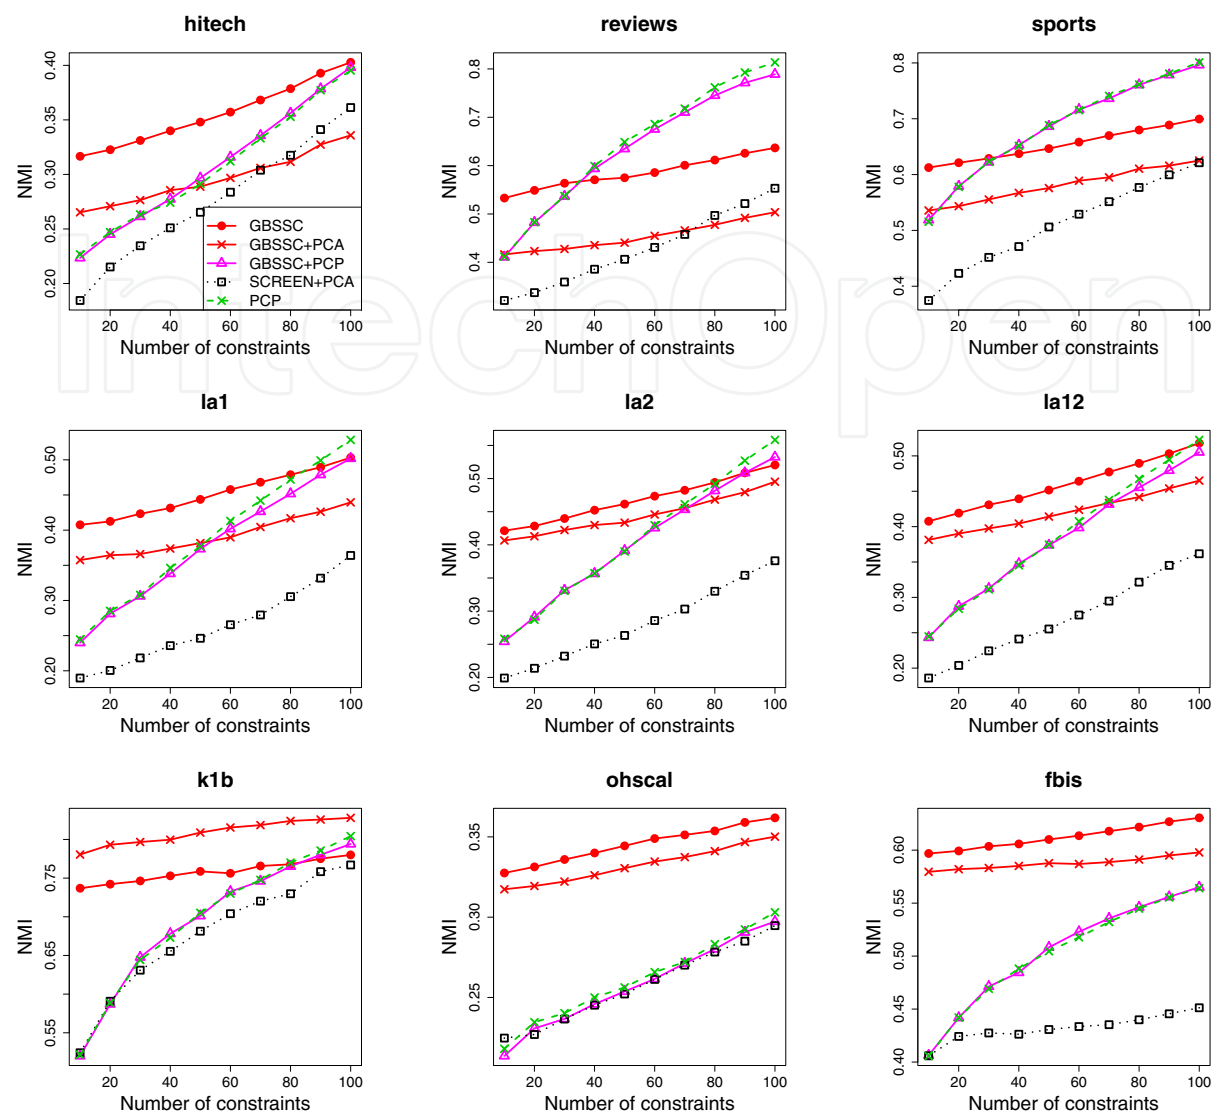 hitech
reviews
sports
NMI
0.20 0.25 0.30 0.35 0.40
GBSSC
GBSSC+PCA
GBSSC+PCP
SCREEN+PCA
PCP
20 40 60 80 100
Number of constraints
NMI
0.4 0.5 0.6 0.7 0.8
20 40 60 80 100
Number of constraints
NMI
0.4 0.5 0.6 0.7 0.8
20 40 60 80 100
Number of constraints
IntechOpen
la1
la2
la12
NMI
0.20 0.30 0.40 0.50
20 40 60 80 100
Number of constraints
NMI
0.20 0.30 0.40 0.50
20 40 60 80 100
Number of constraints
NMI
0.20 0.30 0.40 0.50
20 40 60 80 100
Number of constraints
k1b
ohscal
fbis
NMI
0.55 0.65 0.75
20 40 60 80 100
Number of constraints
NMI
0.25 0.30 0.35
20 40 60 80 100
Number of constraints
NMI
0.40 0.45 0.50 0.55 0.60
20 40 60 80 100
Number of constraints